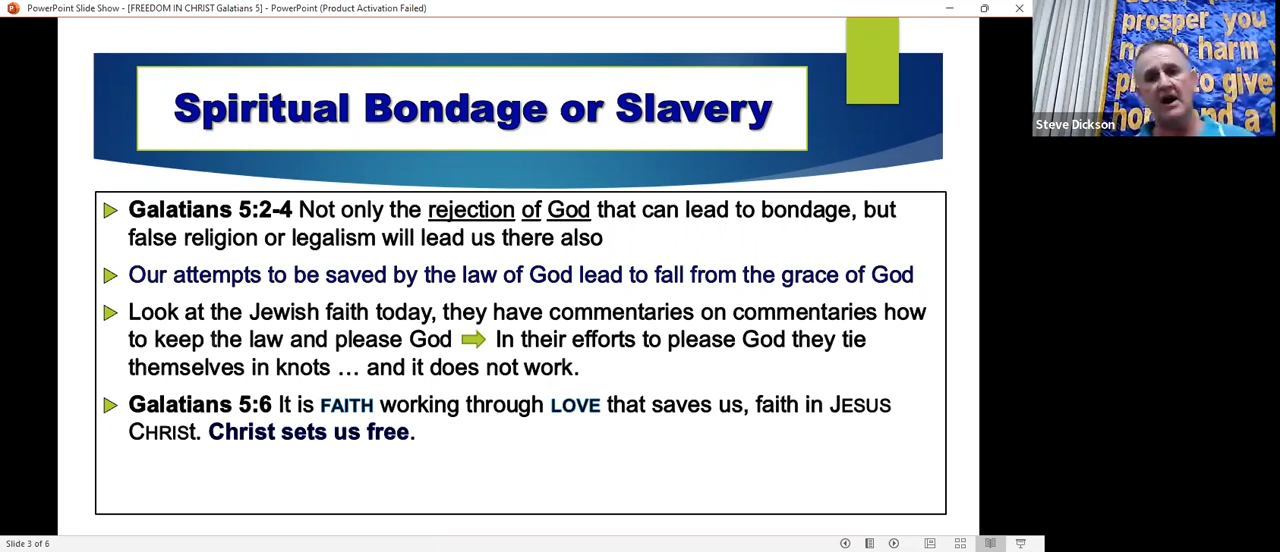 PowerPoint Slide Show - [FREEDOM IN CHRIST Galatians 5] - PowerPoint (Product Activation Failed)
prosper you
harm
to give
Steve Dickson
and a
Spiritual Bondage or Slavery
Galatians 5:2-4 Not only the rejection of God that can lead to bondage, but
false religion or legalism will lead us there also
Our attempts to be saved by the law of God lead to fall from the grace of God
Look at the Jewish faith today, they have commentaries on commentaries how
to keep the law and please God ⇨ In their efforts to please God they tie
themselves in knots … and it does not work.
Galatians 5:6 It is FAITH working through LOVE that saves us, faith in JESUS
CHRISt. Christ sets us free.
Slide 3 of 6